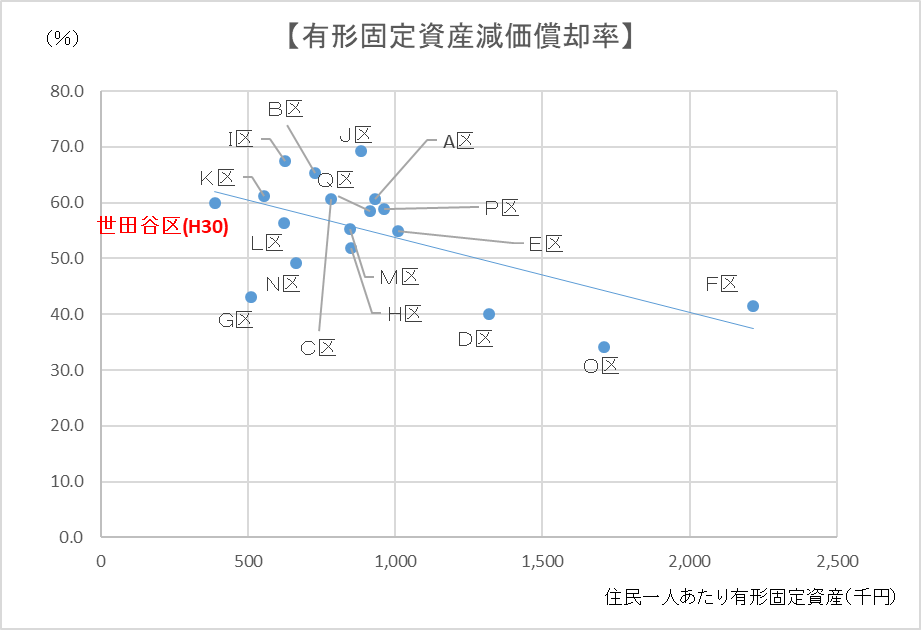 【有形固定資産減価償却率】
(％)
80.0
B区
J区
I区
A区
70.0
K区
Q区
60.0
P区
世田谷区(H30)
L区
E区
50.0
M区
N区
F区
40.0
G区
H区
D区
C区
30.0
O区
20.0
10.0
0.0
0 500 1,000 1,500 2,000 2,500
住民一人あたり有形固定資産(千円)